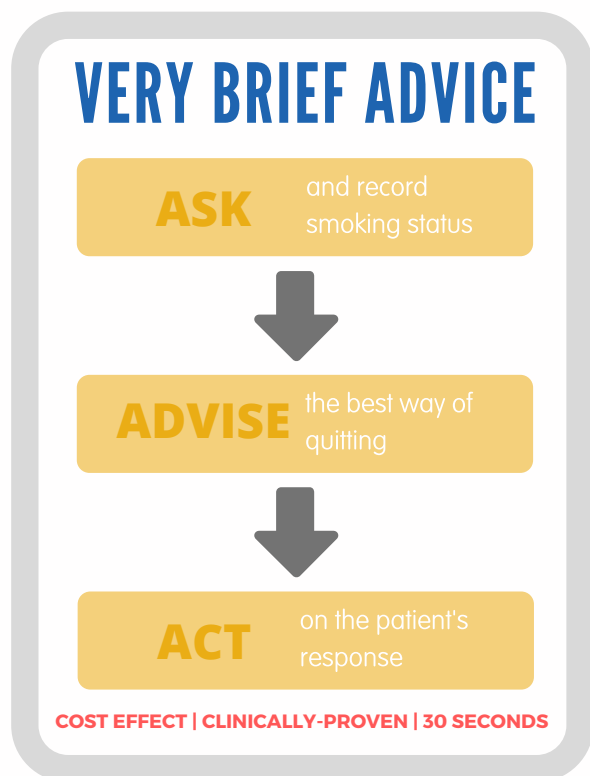 VERY BRIEF ADVICE
ASK
and record
smoking status
ADVISE
the best way of
quitting
ACT
on the patient's
response
COST EFFECT | CLINICALLY-PROVEN | 30 SECONDS